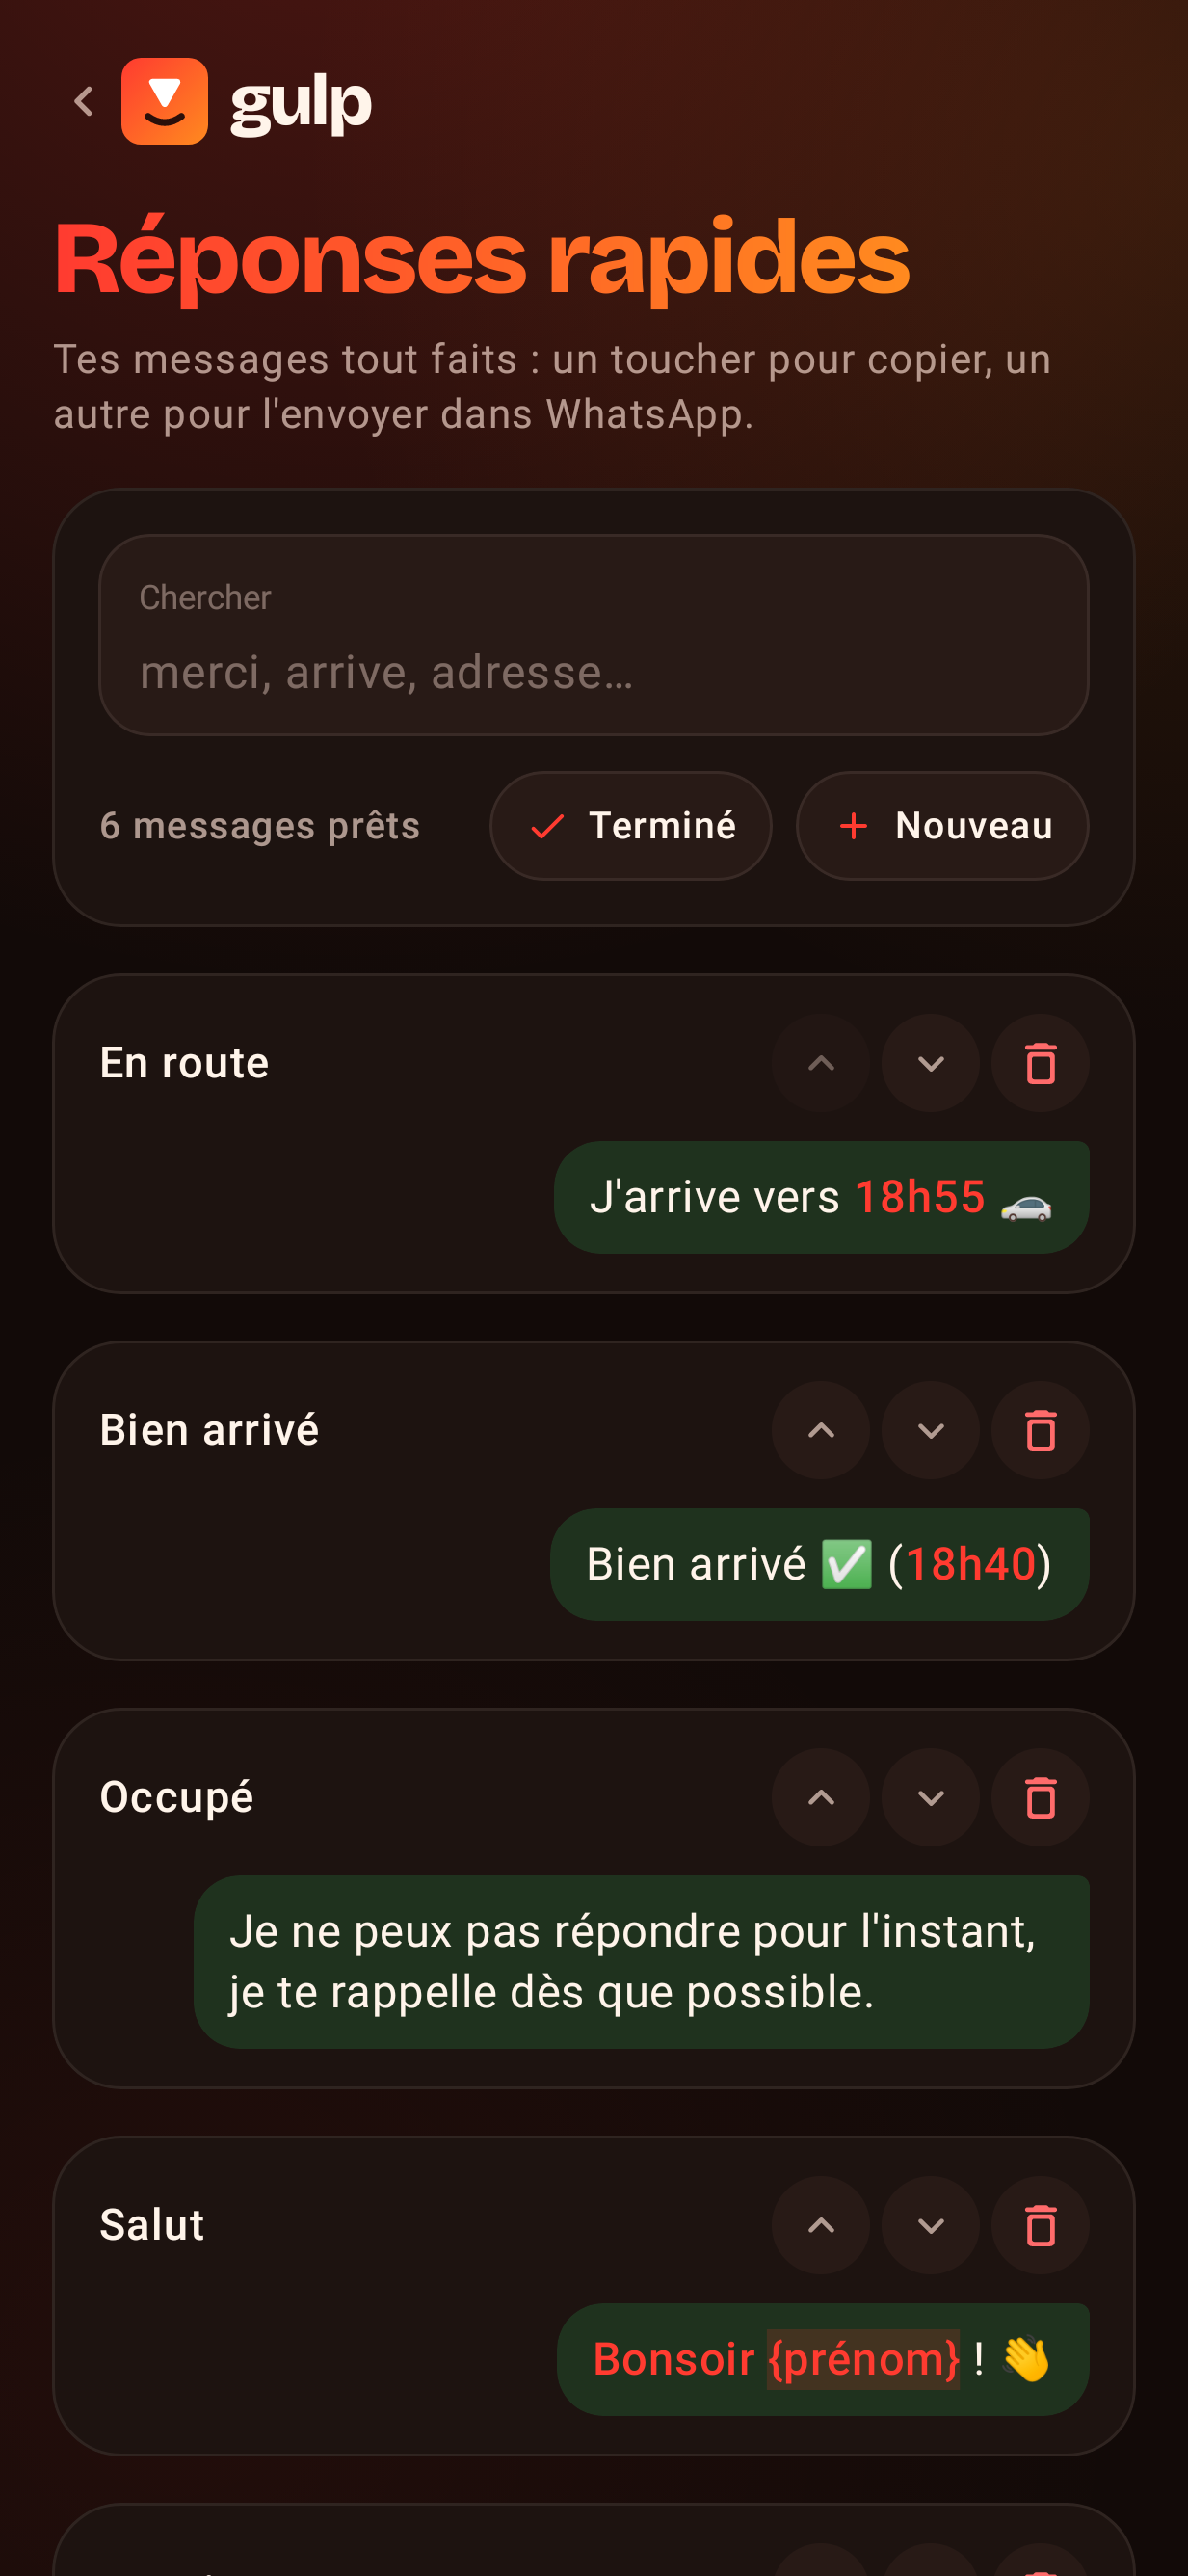 gulp
Réponses rapides
Tes messages tout faits : un toucher pour copier, un
autre pour l'envoyer dans WhatsApp.
Chercher
merci, arrive, adresse…
6 messages prêts
Terminé
Nouveau
En route
J'arrive vers 18h55 🚗
Bien arrivé
Bien arrivé ✅ (18h40)
Occupé
Je ne peux pas répondre pour l'instant,
je te rappelle dès que possible.
Salut
Bonsoir {prénom} ! 👋